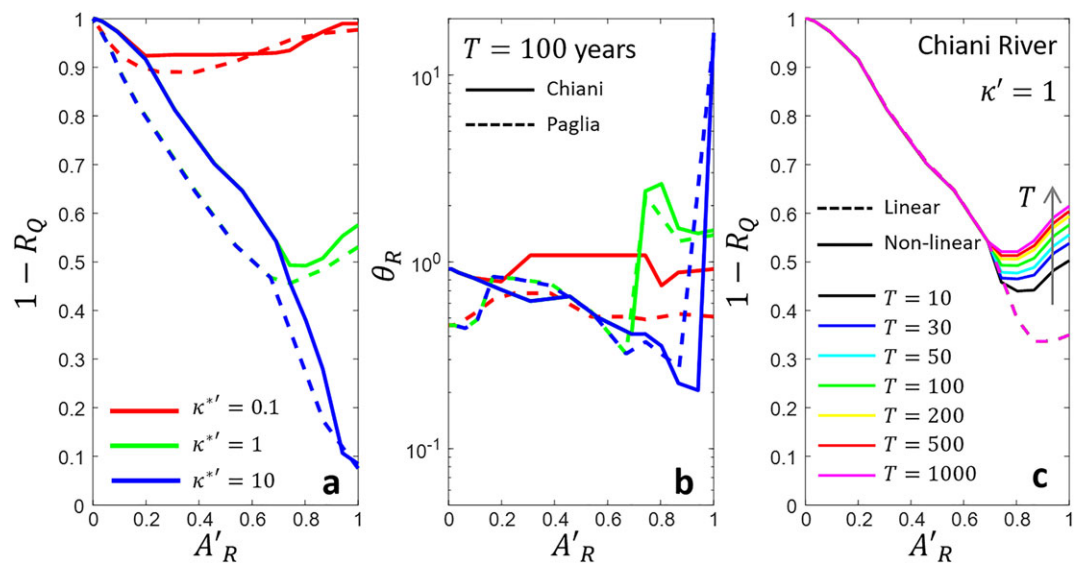 1 − R_Q
1
0.9
0.8
0.7
0.6
0.5
0.4
0.3
0.2
0.1
0
κ*′ = 0.1
κ*′ = 1
κ*′ = 10
a
0 0.2 0.4 0.6 0.8 1
A′_R
θ_R
10^1
10^0
10^-1
T = 100 years
Chiani
Paglia
b
0 0.2 0.4 0.6 0.8 1
A′_R
1 − R_Q
1
0.9
0.8
0.7
0.6
0.5
0.4
0.3
0.2
0.1
0
Chiani River
κ′ = 1
T
Linear
Non-linear
T = 10
T = 30
T = 50
T = 100
T = 200
T = 500
T = 1000
c
0 0.2 0.4 0.6 0.8 1
A′_R